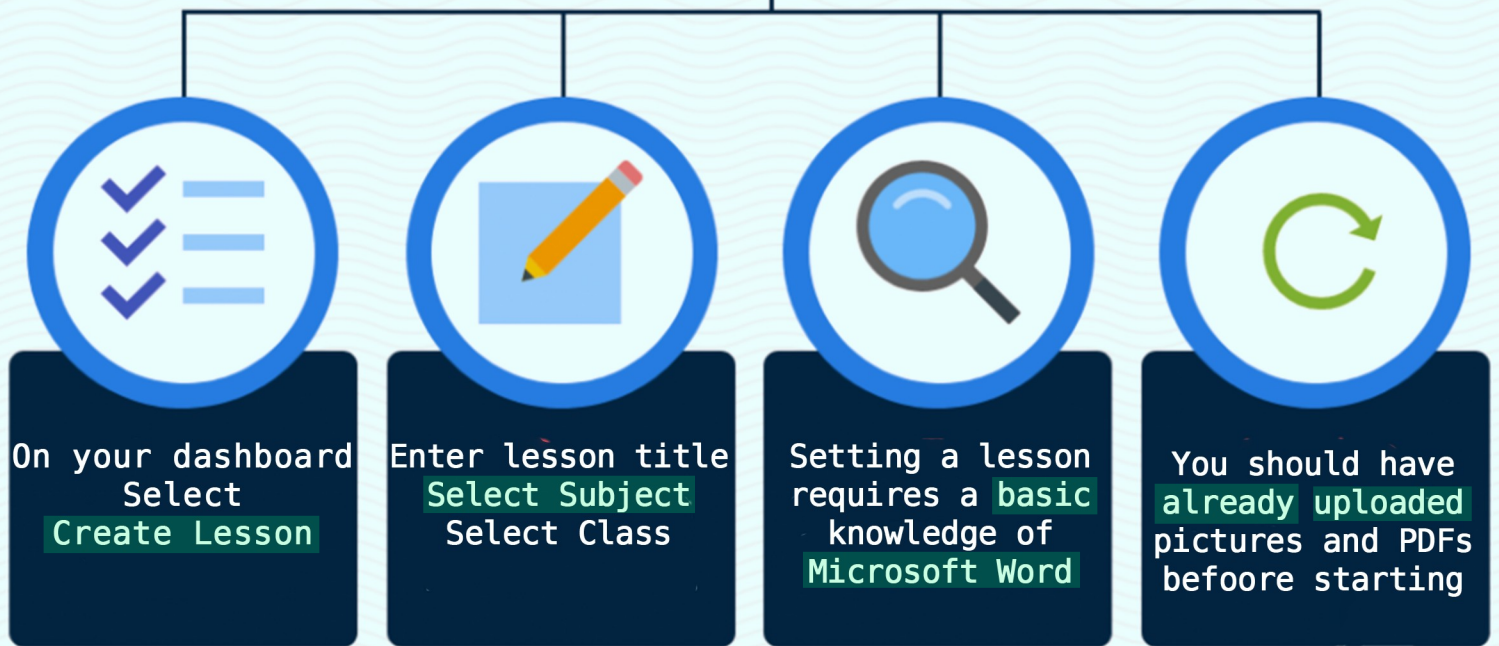 On your dashboard
Select
Create Lesson
Enter lesson title
Select Subject
Select Class
Setting a lesson
requires a basic
knowledge of
Microsoft Word
You should have
already uploaded
pictures and PDFs
befoore starting